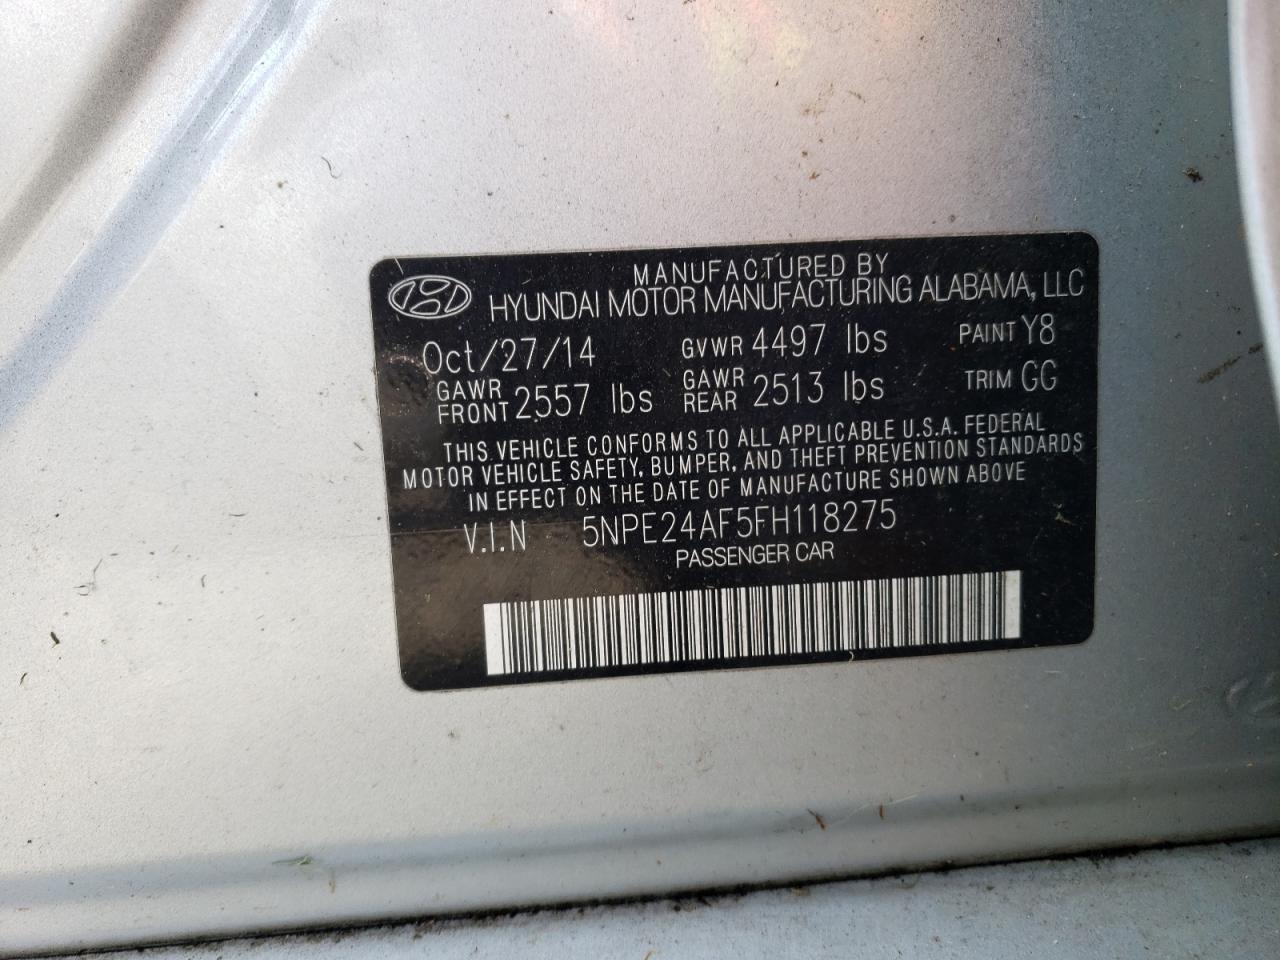 MANUFACTURED BY
HYUNDAI MOTOR MANUFACTURING ALABAMA, LLC
Oct/27/14 GVWR 4497 lbs PAINT Y8
GAWR FRONT 2557 lbs GAWR REAR 2513 lbs TRIM GG
THIS VEHICLE CONFORMS TO ALL APPLICABLE U.S.A. FEDERAL
MOTOR VEHICLE SAFETY, BUMPER, AND THEFT PREVENTION STANDARDS
IN EFFECT ON THE DATE OF MANUFACTURE SHOWN ABOVE
V.I.N 5NPE24AF5FH118275
PASSENGER CAR